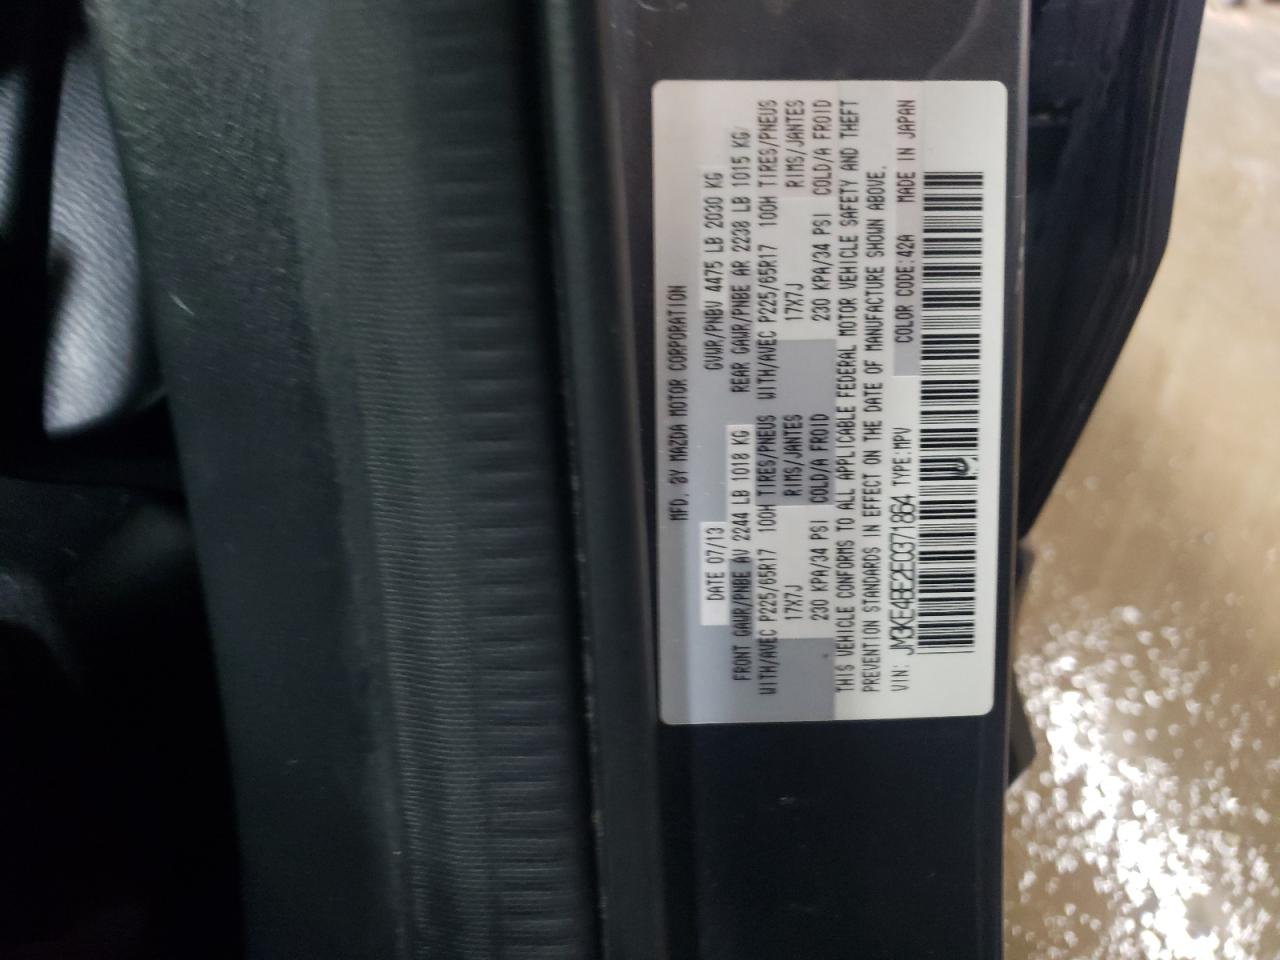 MFD. BY MAZDA MOTOR CORPORATION
DATE 07/13 GVWR/PNBV 4475 LB 2030 KG
FRONT GAWR/PNBE AV 2244 LB 1018 KG REAR GAWR/PNBE AR 2238 LB 1015 KG
WITH/AVEC P225/65R17 100H TIRES/PNEUS WITH/AVEC P225/65R17 100H TIRES/PNEUS
17X7J RIMS/JANTES 17X7J RIMS/JANTES
230 KPA/34 PSI COLD/A FROID 230 KPA/34 PSI COLD/A FROID
THIS VEHICLE CONFORMS TO ALL APPLICABLE FEDERAL MOTOR VEHICLE SAFETY AND THEFT
PREVENTION STANDARDS IN EFFECT ON THE DATE OF MANUFACTURE SHOWN ABOVE.
VIN: JM3KE4BE2E0371864 TYPE:MPV COLOR CODE:42A MADE IN JAPAN